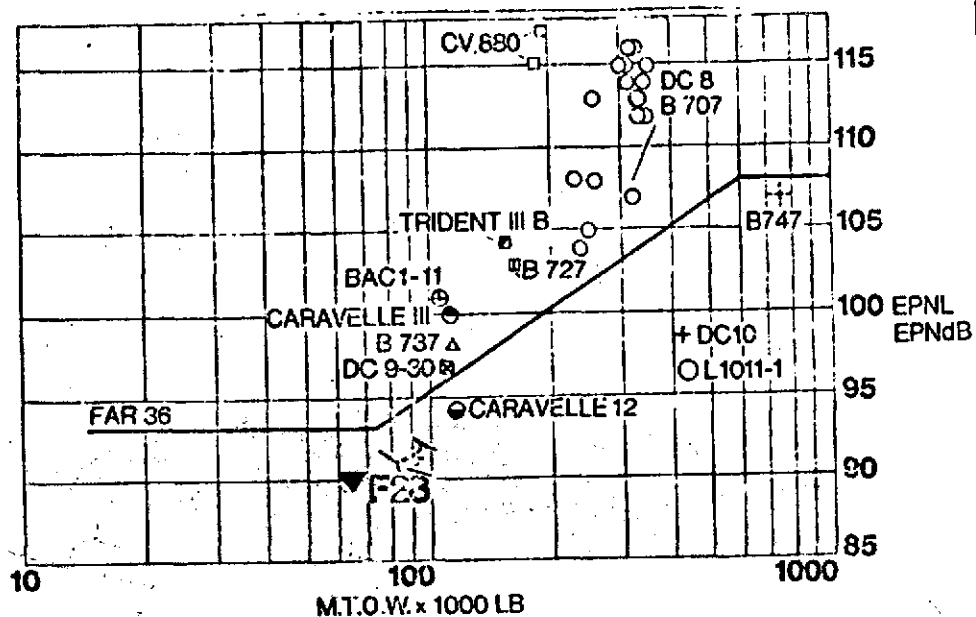 CV.880
115
DC 8
B 707
110
TRIDENT III B
B747
105
B 727
BAC1-11
CARAVELLE III
100 EPNL
EPNdB
B 737
DC10
DC 9-30
L1011-1
95
FAR 36
CARAVELLE 12
90
85
10
100
1000
M.T.O.W. x 1000 LB